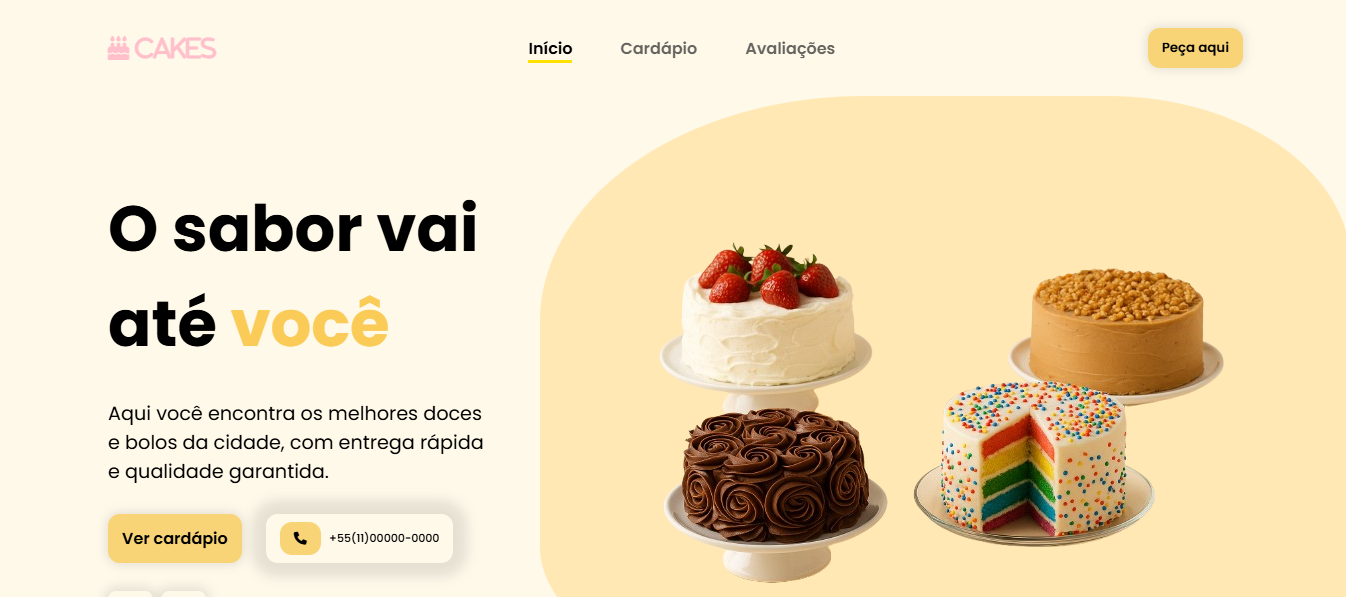 CAKES
Início
Cardápio
Avaliações
Peça aqui
O sabor vai
até você
Aqui você encontra os melhores doces
e bolos da cidade, com entrega rápida
e qualidade garantida.
Ver cardápio
+55(11)00000-0000